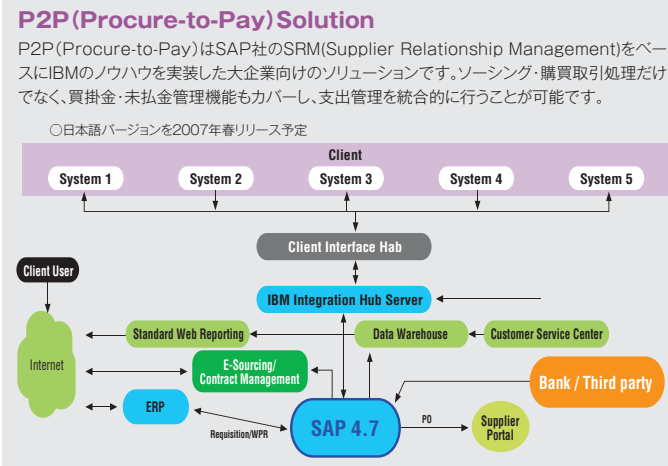 P2P(Procure-to-Pay)Solution
P2P(Procure-to-Pay)はSAP社のSRM(Supplier Relationship Management)をベー
スにIBMのノウハウを実装した大企業向けのソリューションです。ソーシング・購買取引処理だけ
でなく、買掛金・未払金管理機能もカバーし、支出管理を統合的に行うことが可能です。
○日本語バージョンを2007年春リリース予定
Client
System 1
System 2
System 3
System 4
System 5
Client Interface Hab
Client User
IBM Integration Hub Server
Standard Web Reporting
Data Warehouse
Customer Service Center
Internet
E-Sourcing/
Contract Management
Bank / Third party
ERP
Requisition/WPR
SAP 4.7
PO
Supplier
Portal